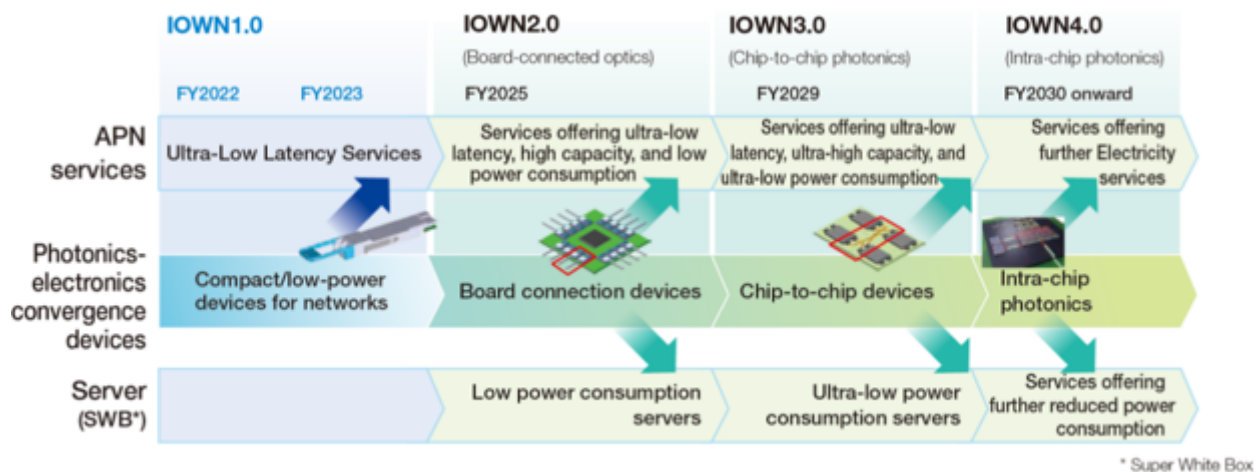 IOWN1.0
IOWN2.0
(Board-connected optics)
IOWN3.0
(Chip-to-chip photonics)
IOWN4.0
(Intra-chip photonics)
FY2022
FY2023
FY2025
FY2029
FY2030 onward
APN
services
Ultra-Low Latency Services
Services offering ultra-low
latency, high capacity, and low
power consumption
Services offering ultra-low
latency, ultra-high capacity, and
ultra-low power consumption
Services offering
further Electricity
services
Photonics-
electronics
convergence
devices
Compact/low-power
devices for networks
Board connection devices
Chip-to-chip devices
Intra-chip
photonics
Server
(SWB*)
Low power consumption
servers
Ultra-low power
consumption servers
Services offering
further reduced power
consumption
* Super White Box